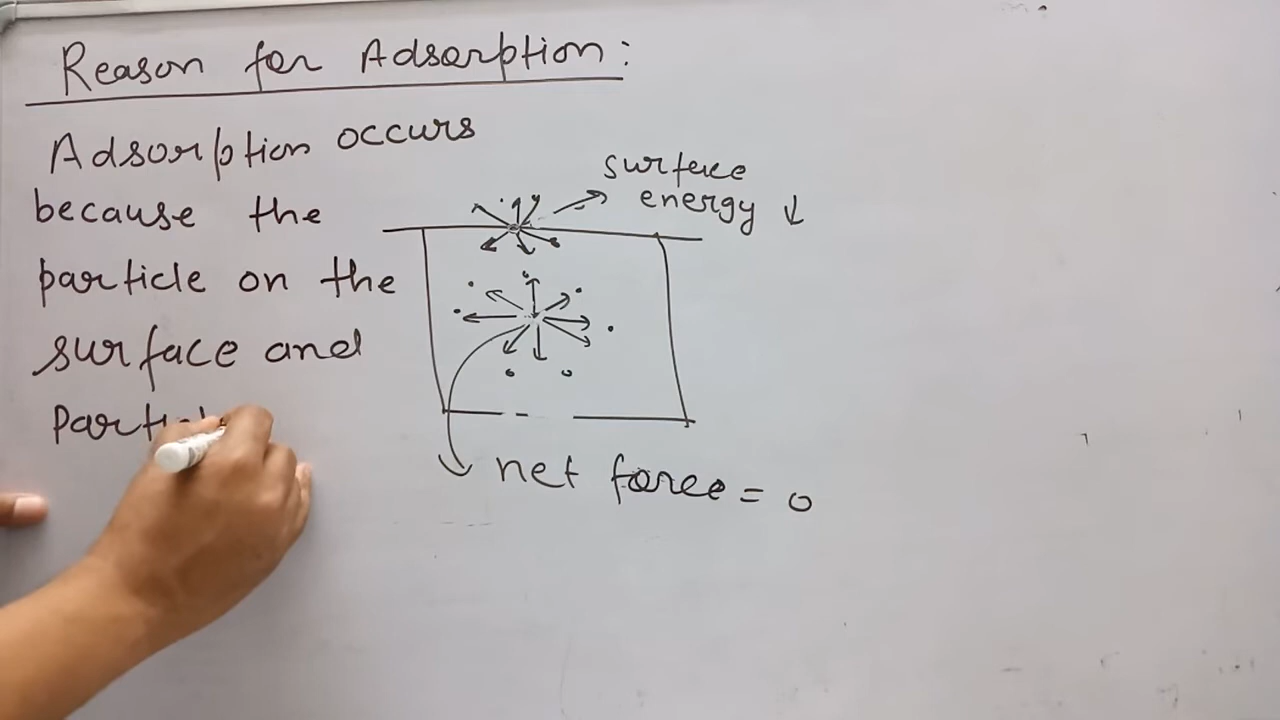 Reason for Adsorption:
Adsorption occurs
because the
particle on the
surface and
surface
energy ↓
net force = 0